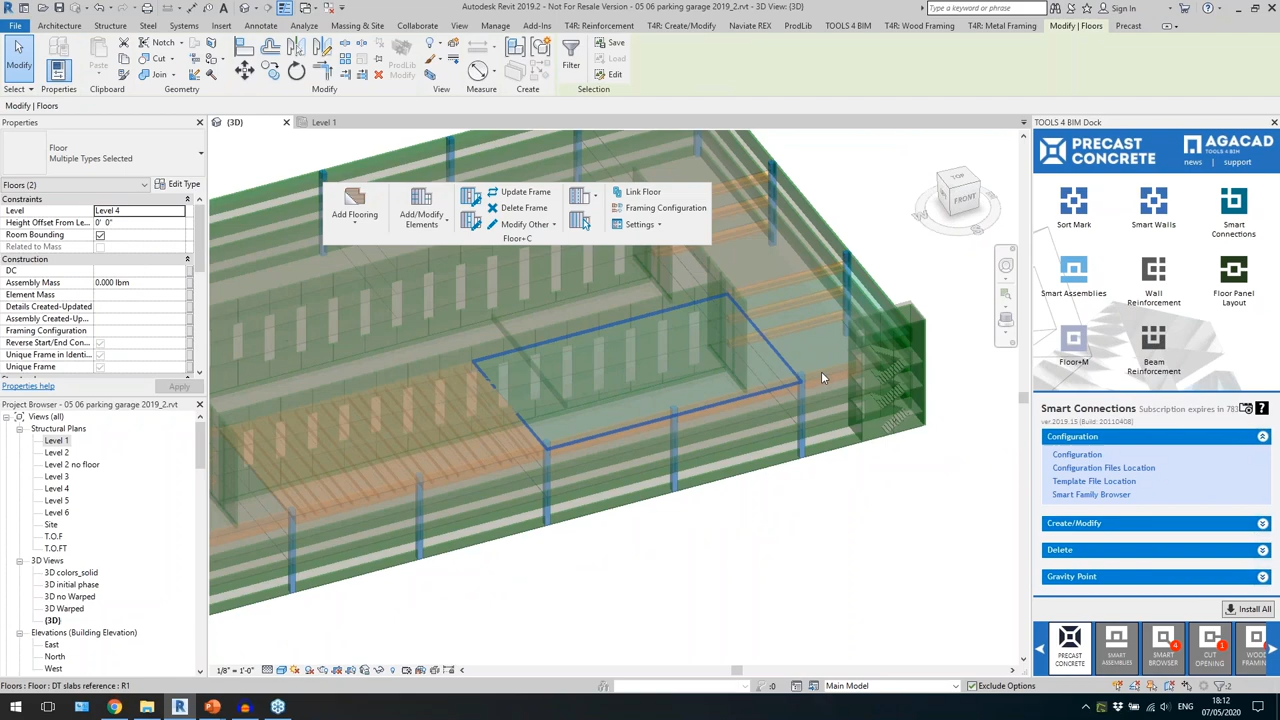 Autodesk Revit 2019.2 - Not For Resale Version - 05 06 parking garage 2019_2.rvt - 3D View: {3D}
Type a keyword or phrase
Sign In
File Architecture Structure Steel Systems Insert Annotate Analyze Massing & Site Collaborate View Manage Add-Ins T4R: Reinforcement T4R: Create/Modify Naviate REX ProdLib TOOLS 4 BIM T4R: Wood Framing T4R: Metal Framing Modify | Floors Precast
Modify
Properties
Paste
Notch
Cut
Join
ProdLib
Modify
Filter
Save
Load
Edit
Select Properties Clipboard Geometry Modify View Measure Create Selection
Modify | Floors
Properties
{3D}
Level 1
TOOLS 4 BIM Dock
Floor
Multiple Types Selected
Floors (2)
Edit Type
Constraints
Level Level 4
Height Offset From Le... 0' 0"
Room Bounding
Related to Mass
Construction
DC
Assembly Mass 0.000 lbm
Element Mass
Details Created-Updated
Assembly Created-Up...
Framing Configuration
Reverse Start/End Con...
Unique Frame in Identi...
Unique Frame
Properties help
Apply
Project Browser - 05 06 parking garage 2019_2.rvt
Views (all)
Structural Plans
Level 1
Level 2
Level 2 no floor
Level 3
Level 4
Level 5
Level 6
Site
T.O.F
T.O.FT
3D Views
3D colors_solid
3D initial phase
3D no Warped
3D Warped
{3D}
Elevations (Building Elevation)
East
North
West
Add Flooring
Add/Modify Elements
Update Frame
Delete Frame
Modify Other
Link Floor
Framing Configuration
Settings
Floor+C
TOP
FRONT
PRECAST CONCRETE
AGACAD
TOOLS4BIM
news | support
Sort Mark
Smart Walls
Smart Connections
Smart Assemblies
Wall Reinforcement
Floor Panel Layout
Floor+M
Beam Reinforcement
Smart Connections Subscription expires in 783
ver.2019.15 (Build: 20110408)
Configuration
Configuration
Configuration Files Location
Template File Location
Smart Family Browser
Create/Modify
Delete
Gravity Point
Install All
PRECAST CONCRETE
SMART ASSEMBLIES
SMART BROWSER
4
CUT OPENING
1
WOOD FRAMIN
1/8" = 1'-0"
Floors : Floor : DT slabs reference : R1
:0
Main Model
Exclude Options
:2
18:12
07/05/2020